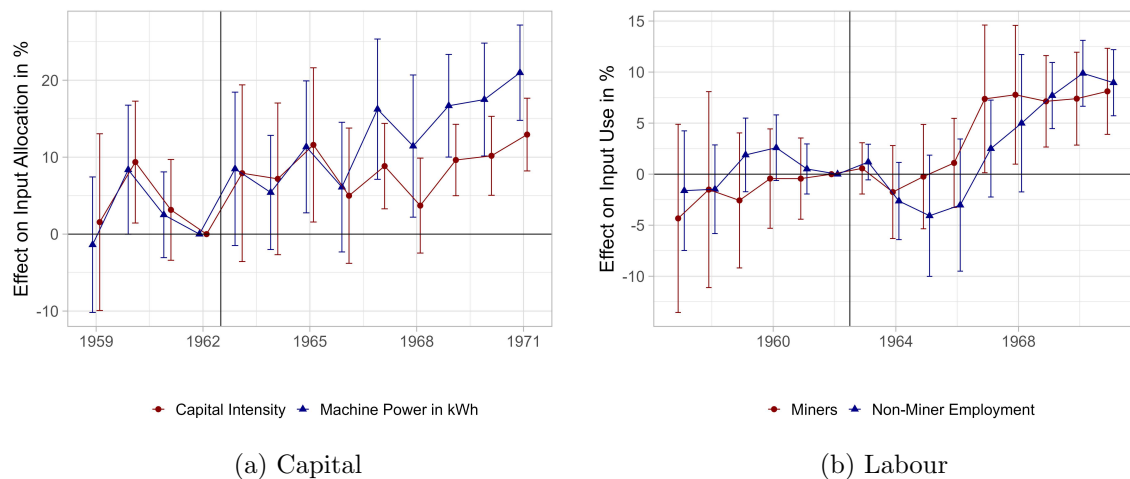 Effect on Input Allocation in %
20
10
0
-10
1959 1962 1965 1968 1971
Capital Intensity Machine Power in kWh
(a) Capital
Effect on Input Use in %
15
10
5
0
-5
-10
1960 1964 1968
Miners Non-Miner Employment
(b) Labour